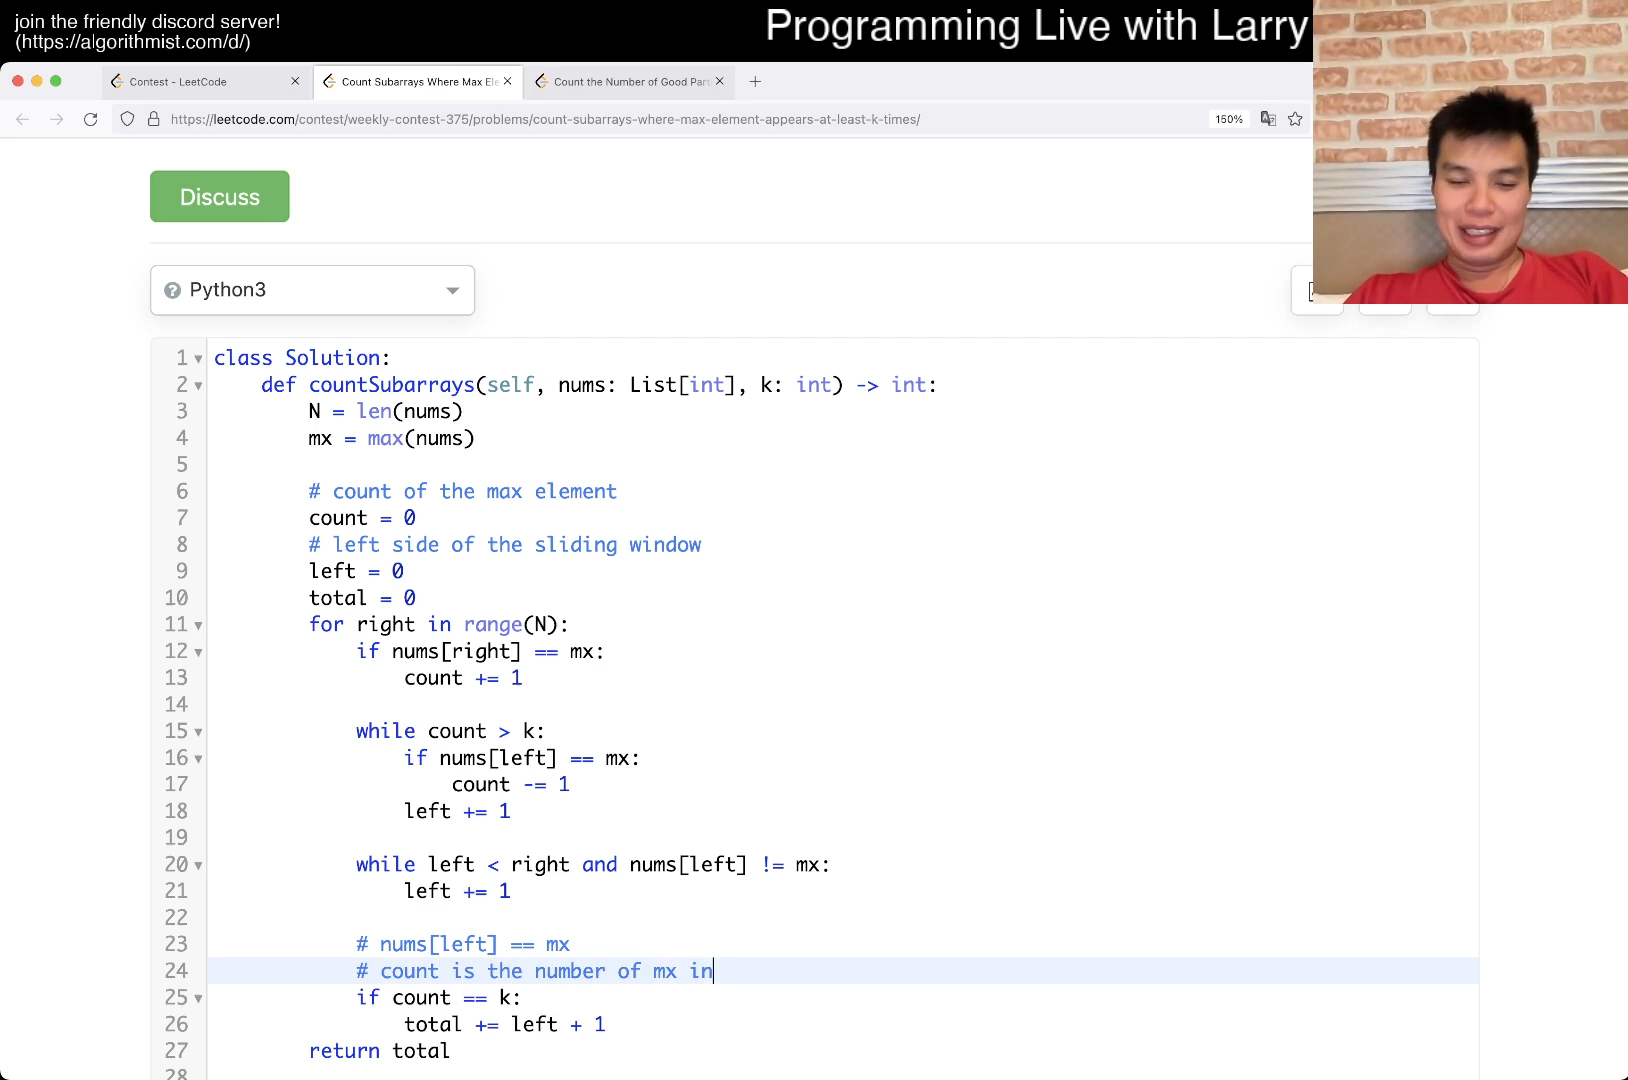 join the friendly discord server!
(https://algorithmist.com/d/)
Programming Live with Larry
Contest - LeetCode
Count Subarrays Where Max Ele
Count the Number of Good Part
https://leetcode.com/contest/weekly-contest-375/problems/count-subarrays-where-max-element-appears-at-least-k-times/
150%
Discuss
Python3
1 class Solution:
2     def countSubarrays(self, nums: List[int], k: int) -> int:
3         N = len(nums)
4         mx = max(nums)
5
6         # count of the max element
7         count = 0
8         # left side of the sliding window
9         left = 0
10         total = 0
11         for right in range(N):
12             if nums[right] == mx:
13                 count += 1
14
15             while count > k:
16                 if nums[left] == mx:
17                     count -= 1
18                 left += 1
19
20             while left < right and nums[left] != mx:
21                 left += 1
22
23             # nums[left] == mx
24             # count is the number of mx in
25             if count == k:
26                 total += left + 1
27         return total
28